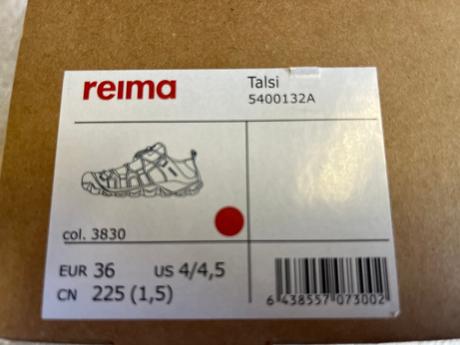 reima
Talsi
5400132A
col. 3830
EUR 36 US 4/4,5
CN 225 (1,5)
6 438557 073002